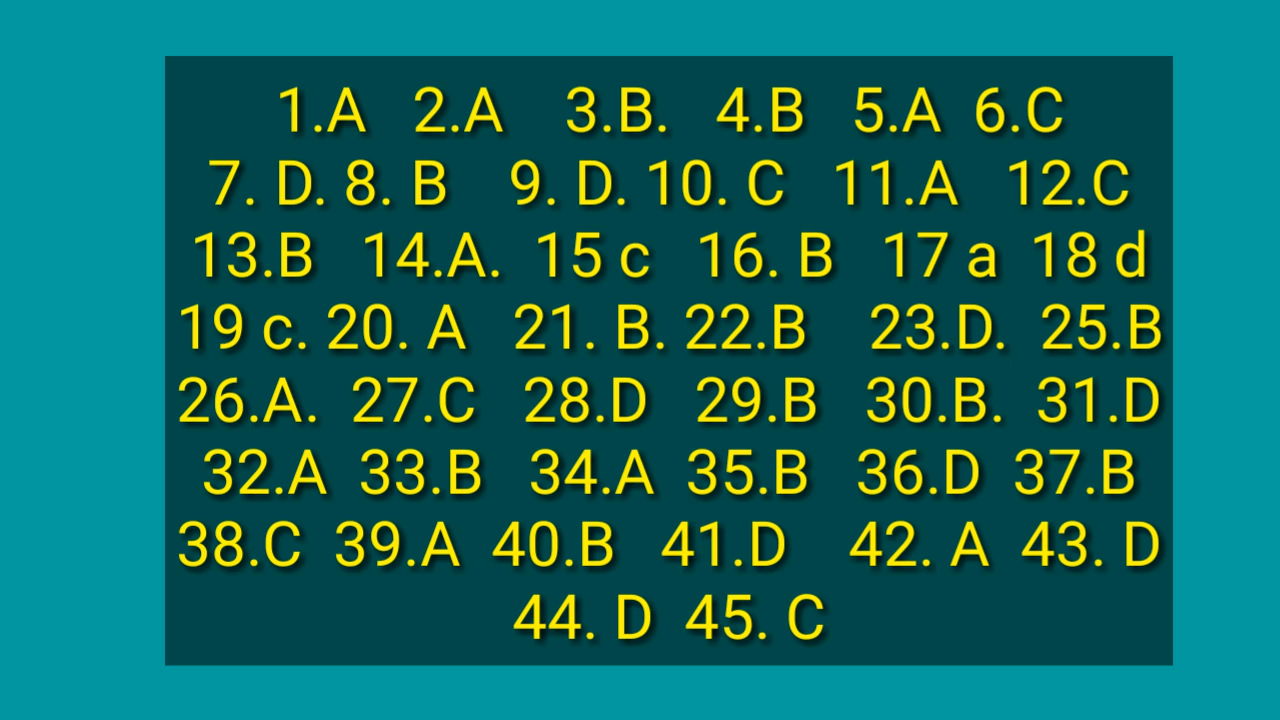 1.A 2.A 3.B. 4.B 5.A 6.C
7. D. 8. B 9. D. 10. C 11.A 12.C
13.B 14.A. 15 c 16. B 17 a 18 d
19 c. 20. A 21. B. 22.B 23.D. 25.B
26.A. 27.C 28.D 29.B 30.B. 31.D
32.A 33.B 34.A 35.B 36.D 37.B
38.C 39.A 40.B 41.D 42. A 43. D
44. D 45. C